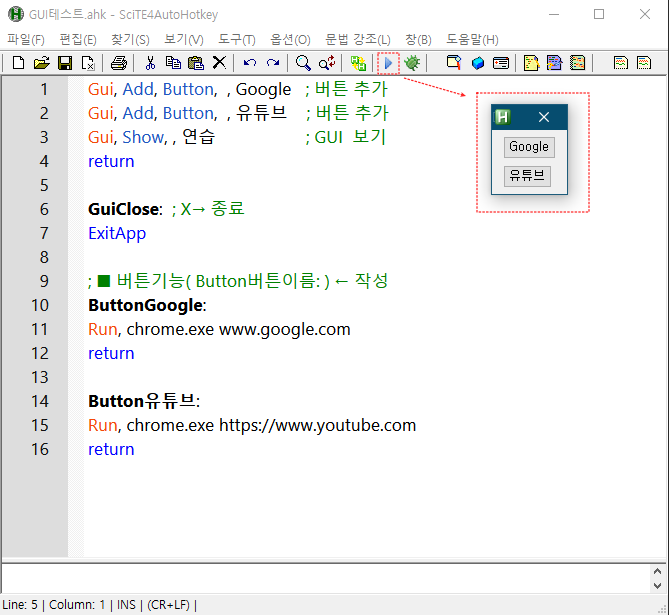 GUI테스트.ahk – SciTE4AutoHotkey
파일(F) 편집(E) 찾기(S) 보기(V) 도구(T) 옵션(O) 문법 강조(L) 창(B) 도움말(H)
1 Gui, Add, Button, , Google ; 버튼 추가
2 Gui, Add, Button, , 유튜브 ; 버튼 추가
3 Gui, Show, , 연습 ; GUI 보기
4 return
5
6 GuiClose: ; X→ 종료
7 ExitApp
8
9 ; ■ 버튼기능( Button버튼이름: ) ← 작성
10 ButtonGoogle:
11 Run, chrome.exe www.google.com
12 return
13
14 Button유튜브:
15 Run, chrome.exe https://www.youtube.com
16 return
H
Google
유튜브
Line: 5 | Column: 1 | INS | (CR+LF) |